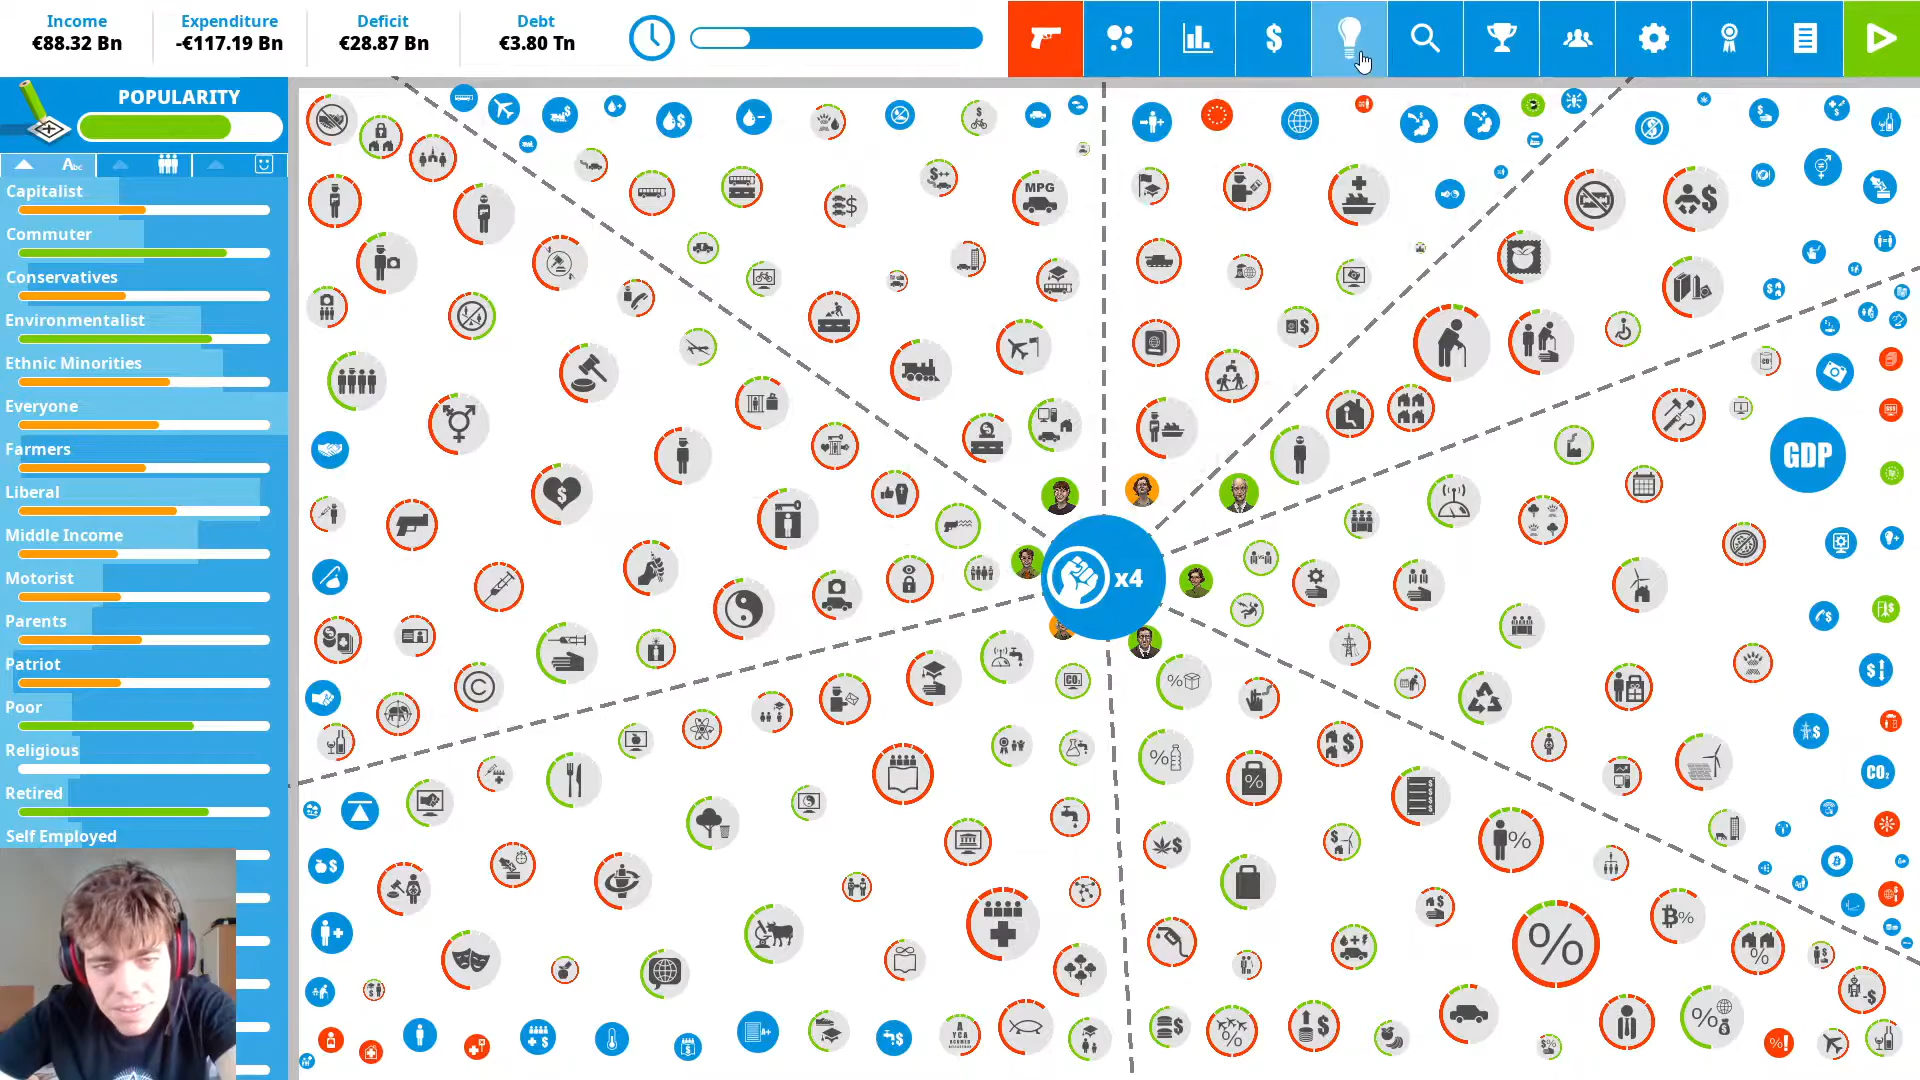 Income
€88.32 Bn
Expenditure
-€117.19 Bn
Deficit
€28.87 Bn
Debt
€3.80 Tn
$
POPULARITY
Abc
Capitalist
Commuter
Conservatives
Environmentalist
Ethnic Minorities
Everyone
Farmers
Liberal
Middle Income
Motorist
Parents
Patriot
Poor
Religious
Retired
Self Employed
MPG
GDP
x4
CO₂